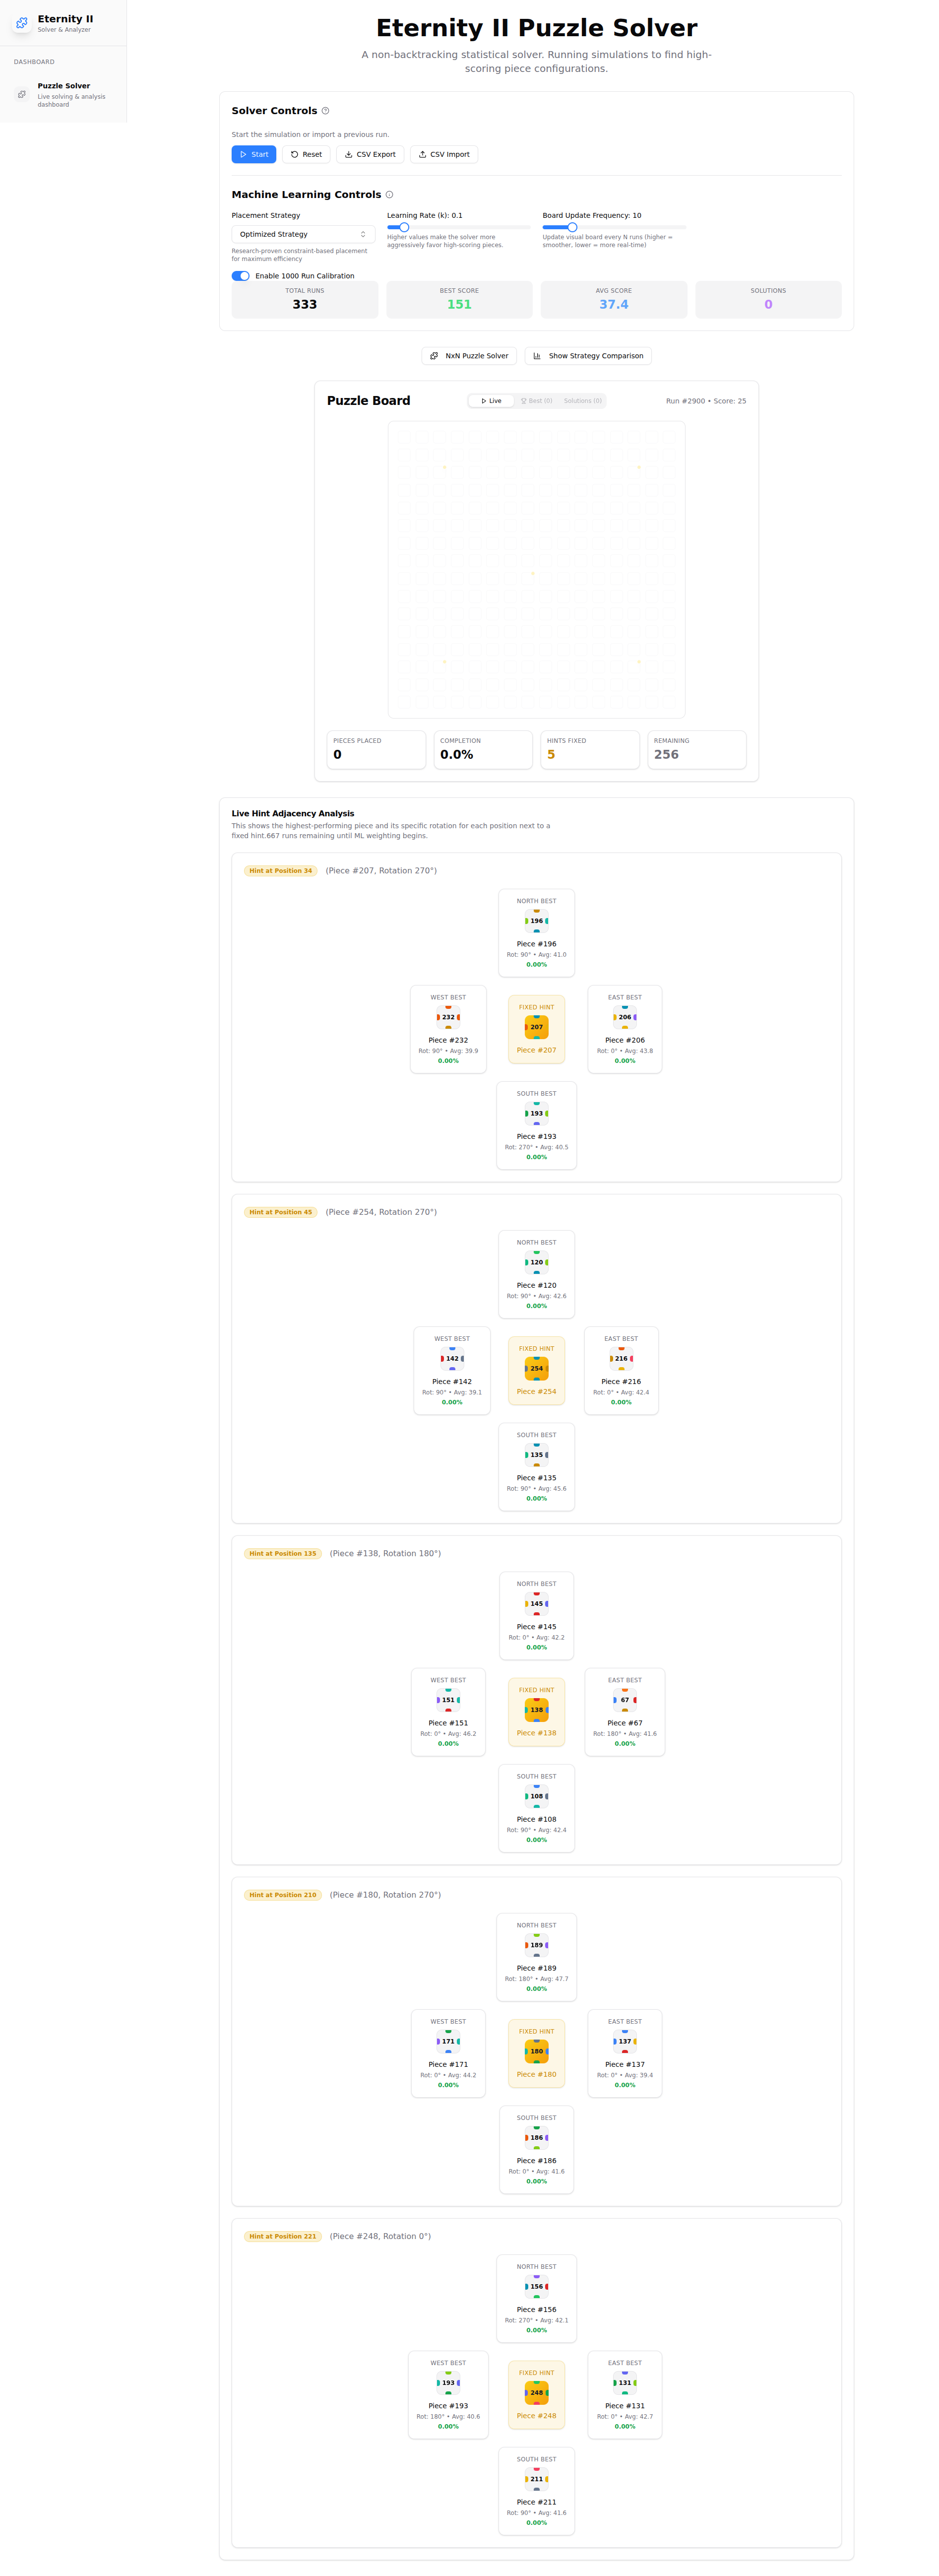 Eternity II
Solver & Analyzer
DASHBOARD
Puzzle Solver
Live solving & analysis
dashboard
Eternity II Puzzle Solver
A non-backtracking statistical solver. Running simulations to find high-
scoring piece configurations.
Solver Controls
Start the simulation or import a previous run.
Start
Reset
CSV Export
CSV Import
Machine Learning Controls
Placement Strategy
Optimized Strategy
Research-proven constraint-based placement
for maximum efficiency
Learning Rate (k): 0.1
Higher values make the solver more
aggressively favor high-scoring pieces.
Board Update Frequency: 10
Update visual board every N runs (higher =
smoother, lower = more real-time)
Enable 1000 Run Calibration
TOTAL RUNS
333
BEST SCORE
151
AVG SCORE
37.4
SOLUTIONS
0
NxN Puzzle Solver
Show Strategy Comparison
Puzzle Board
Live
Best (0)
Solutions (0)
Run #2900 • Score: 25
PIECES PLACED
0
COMPLETION
0.0%
HINTS FIXED
5
REMAINING
256
Live Hint Adjacency Analysis
This shows the highest-performing piece and its specific rotation for each position next to a
fixed hint.667 runs remaining until ML weighting begins.
Hint at Position 34 (Piece #207, Rotation 270°)
NORTH BEST
196
Piece #196
Rot: 90° • Avg: 41.0
0.00%
WEST BEST
232
Piece #232
Rot: 90° • Avg: 39.9
0.00%
FIXED HINT
207
Piece #207
EAST BEST
206
Piece #206
Rot: 0° • Avg: 43.8
0.00%
SOUTH BEST
193
Piece #193
Rot: 270° • Avg: 40.5
0.00%
Hint at Position 45 (Piece #254, Rotation 270°)
NORTH BEST
120
Piece #120
Rot: 90° • Avg: 42.6
0.00%
WEST BEST
142
Piece #142
Rot: 90° • Avg: 39.1
0.00%
FIXED HINT
254
Piece #254
EAST BEST
216
Piece #216
Rot: 0° • Avg: 42.4
0.00%
SOUTH BEST
135
Piece #135
Rot: 90° • Avg: 45.6
0.00%
Hint at Position 135 (Piece #138, Rotation 180°)
NORTH BEST
145
Piece #145
Rot: 0° • Avg: 42.2
0.00%
WEST BEST
151
Piece #151
Rot: 0° • Avg: 46.2
0.00%
FIXED HINT
138
Piece #138
EAST BEST
67
Piece #67
Rot: 180° • Avg: 41.6
0.00%
SOUTH BEST
108
Piece #108
Rot: 90° • Avg: 42.4
0.00%
Hint at Position 210 (Piece #180, Rotation 270°)
NORTH BEST
189
Piece #189
Rot: 180° • Avg: 47.7
0.00%
WEST BEST
171
Piece #171
Rot: 0° • Avg: 44.2
0.00%
FIXED HINT
180
Piece #180
EAST BEST
137
Piece #137
Rot: 0° • Avg: 39.4
0.00%
SOUTH BEST
186
Piece #186
Rot: 0° • Avg: 41.6
0.00%
Hint at Position 221 (Piece #248, Rotation 0°)
NORTH BEST
156
Piece #156
Rot: 270° • Avg: 42.1
0.00%
WEST BEST
193
Piece #193
Rot: 180° • Avg: 40.6
0.00%
FIXED HINT
248
Piece #248
EAST BEST
131
Piece #131
Rot: 0° • Avg: 42.7
0.00%
SOUTH BEST
211
Piece #211
Rot: 90° • Avg: 41.6
0.00%